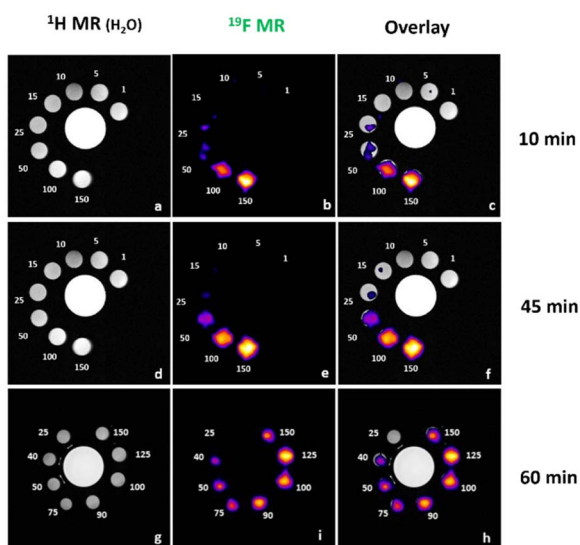 ¹H MR (H₂O) ¹⁹F MR Overlay
10 5 1 15 25 50 100 150 a
5 1 10 15 25 50 100 150 b
10 5 1 15 25 50 100 150 c
10 min
10 5 1 15 25 50 100 150 d
5 1 10 15 25 50 100 150 e
10 5 1 15 25 50 100 150 f
45 min
25 150 40 125 50 100 75 90 g
25 150 40 125 50 100 75 90 i
25 150 40 125 50 100 75 90 h
60 min